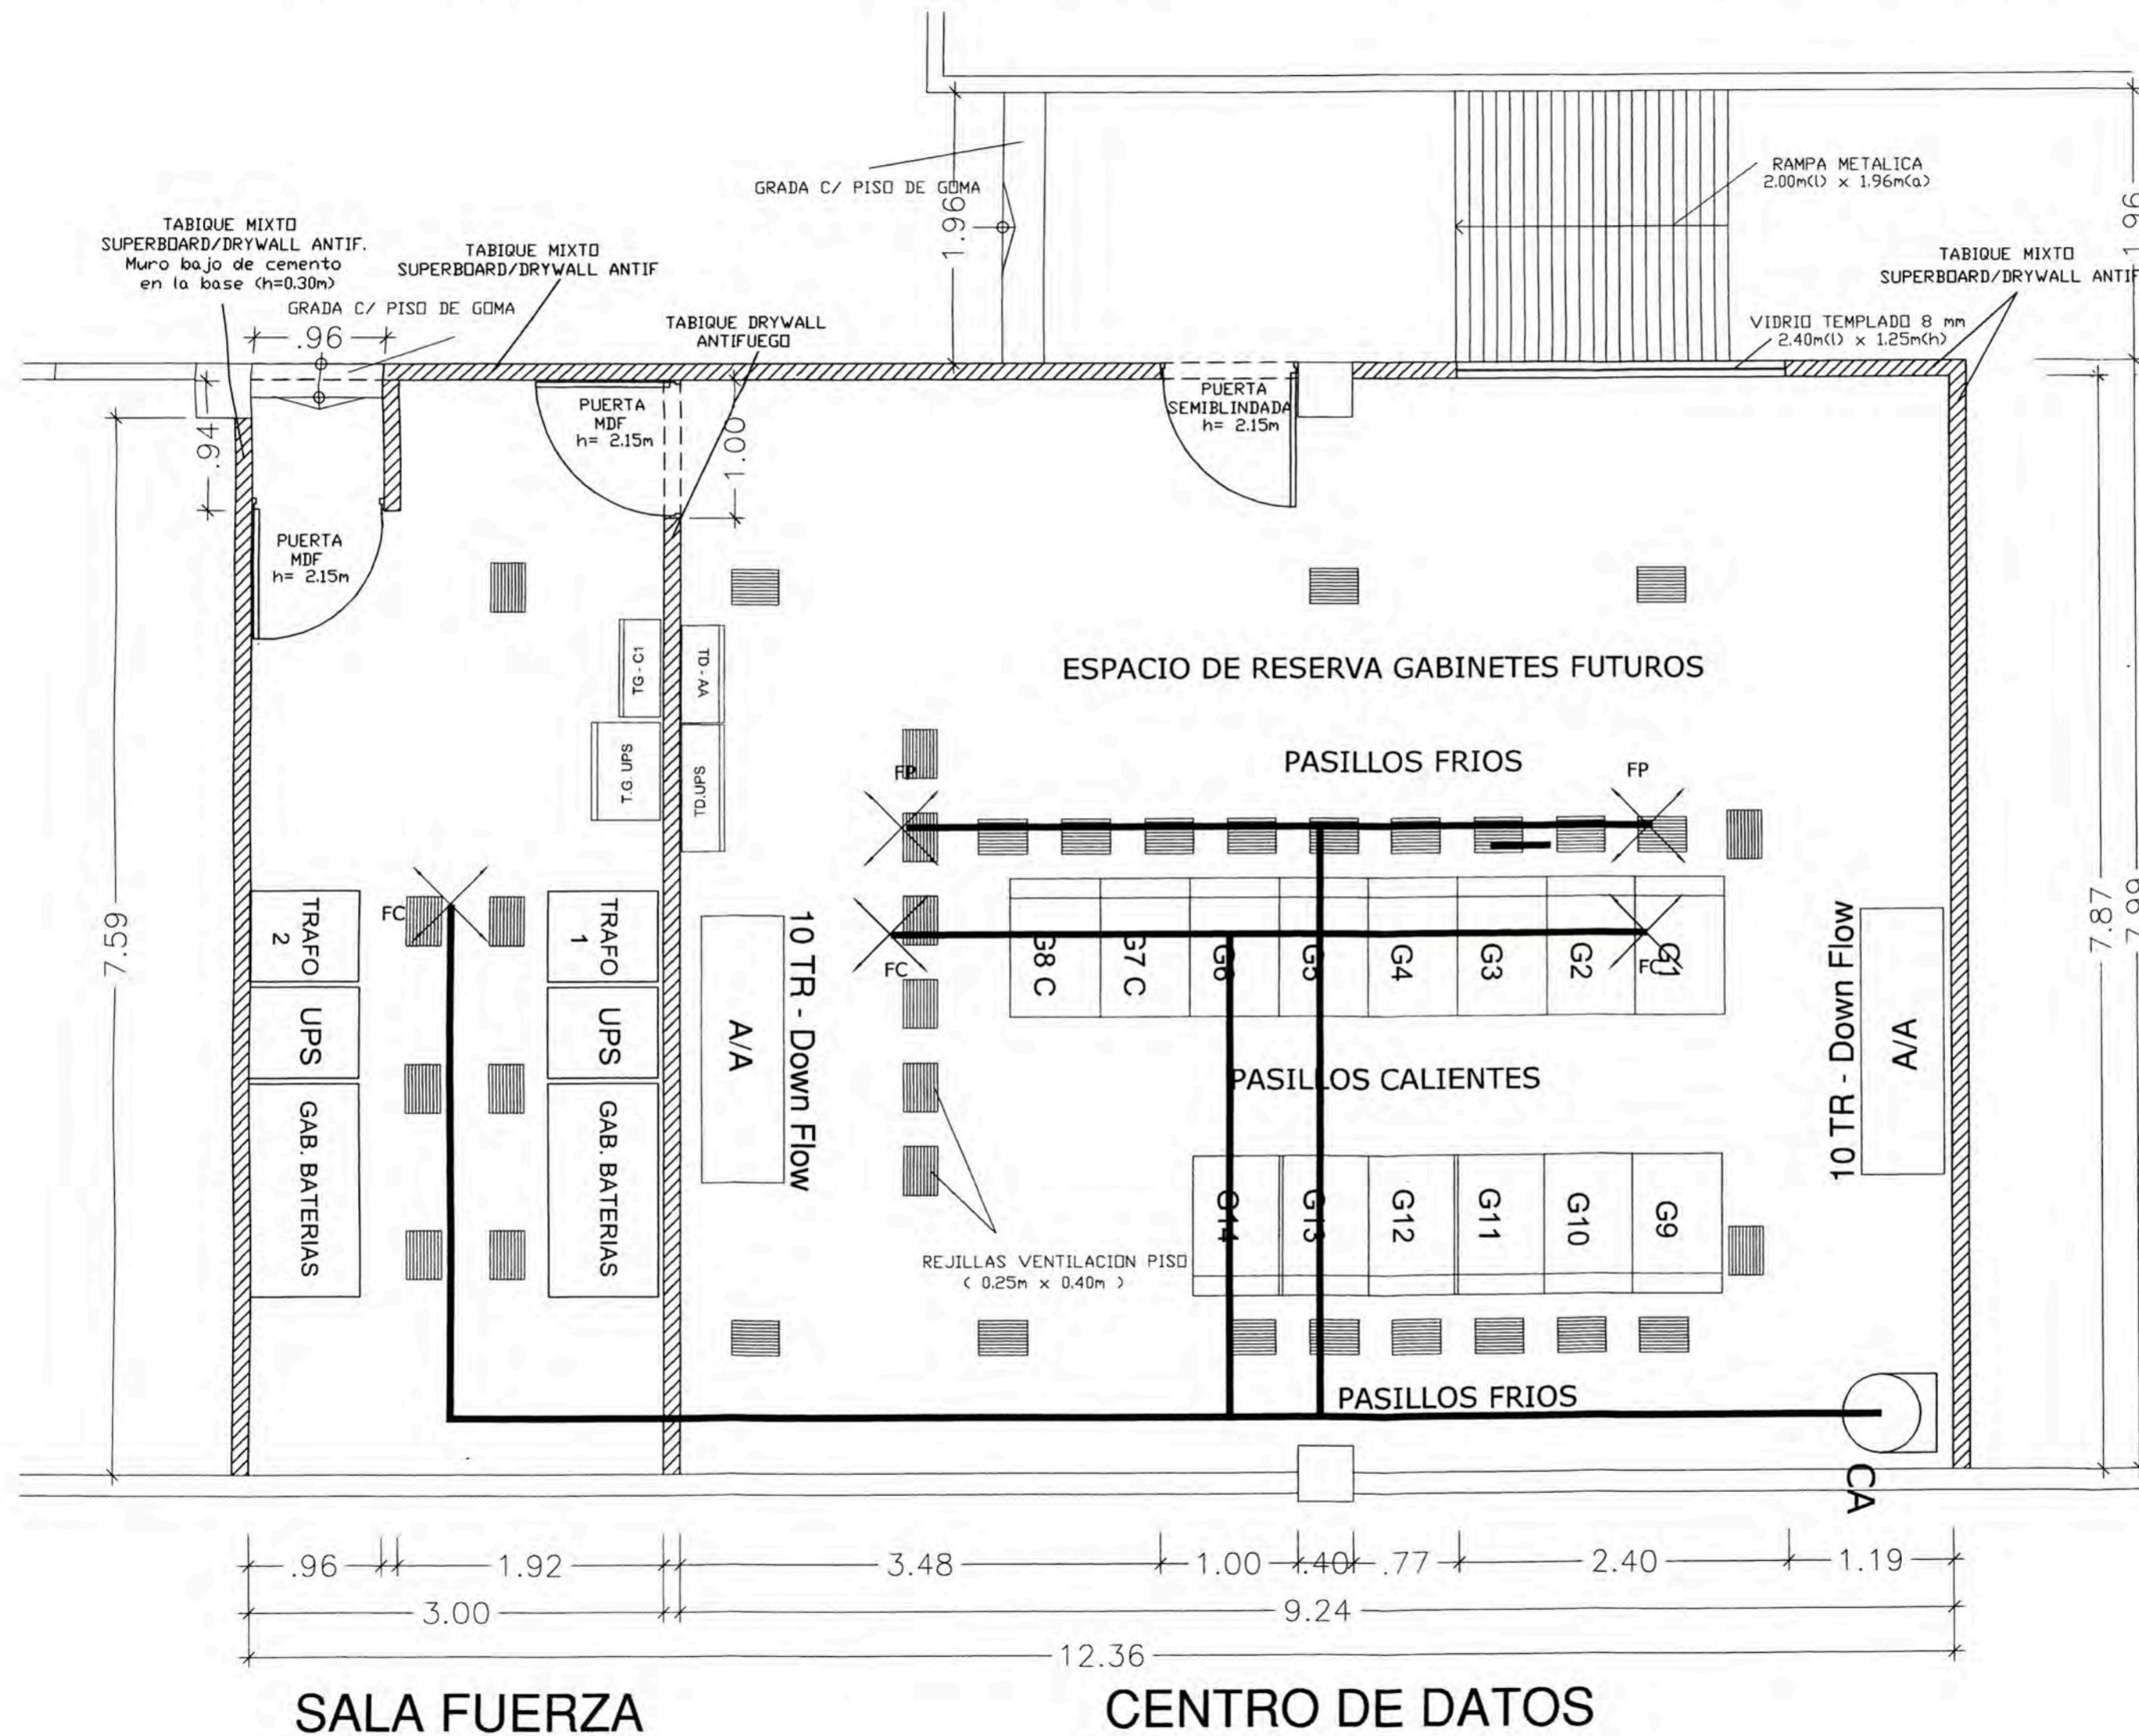 GRADA C/ PISO DE GOMA
1.96
RAMPA METALICA
2.00m(l) x 1.96m(a)
1.96
TABIQUE MIXTO
SUPERBOARD/DRYWALL ANTIF.
Muro bajo de cemento
en la base (h=0.30m)
TABIQUE MIXTO
SUPERBOARD/DRYWALL ANTIF
GRADA C/ PISO DE GOMA
.96
TABIQUE DRYWALL
ANTIFUEGO
TABIQUE MIXTO
SUPERBOARD/DRYWALL ANTIF
VIDRIO TEMPLADO 8 mm
2.40m(l) x 1.25m(h)
PUERTA
MDF
h= 2.15m
PUERTA
SEMIBLINDADA
h= 2.15m
.94
1.00
PUERTA
MDF
h= 2.15m
TG - C1
TD - AA
T.G. UPS
T.D.UPS
ESPACIO DE RESERVA GABINETES FUTUROS
PASILLOS FRIOS
FP
FP
7.59
FC
TRAFO
2
TRAFO
1
UPS
UPS
GAB. BATERIAS
GAB. BATERIAS
A/A
10 TR - Down Flow
FC
G8 C
G7 C
G6
G5
G4
G3
G2
FC
G1
10 TR - Down Flow
A/A
7.87
7.99
PASILLOS CALIENTES
G14
G13
G12
G11
G10
G9
REJILLAS VENTILACION PISO
( 0.25m x 0.40m )
PASILLOS FRIOS
CA
.96
1.92
3.48
1.00
.40
.77
2.40
1.19
3.00
9.24
12.36
SALA FUERZA
CENTRO DE DATOS